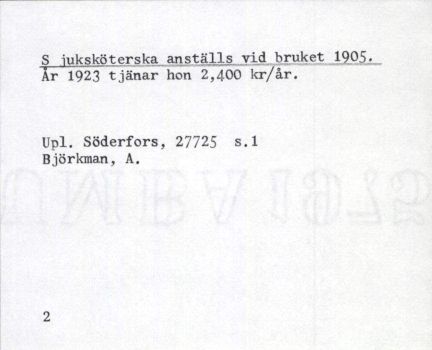 S juksköterska anställs vid bruket 1905.
År 1923 tjänar hon 2,400 kr/år.
Upl. Söderfors, 27725 s.1
Björkman, A.
2